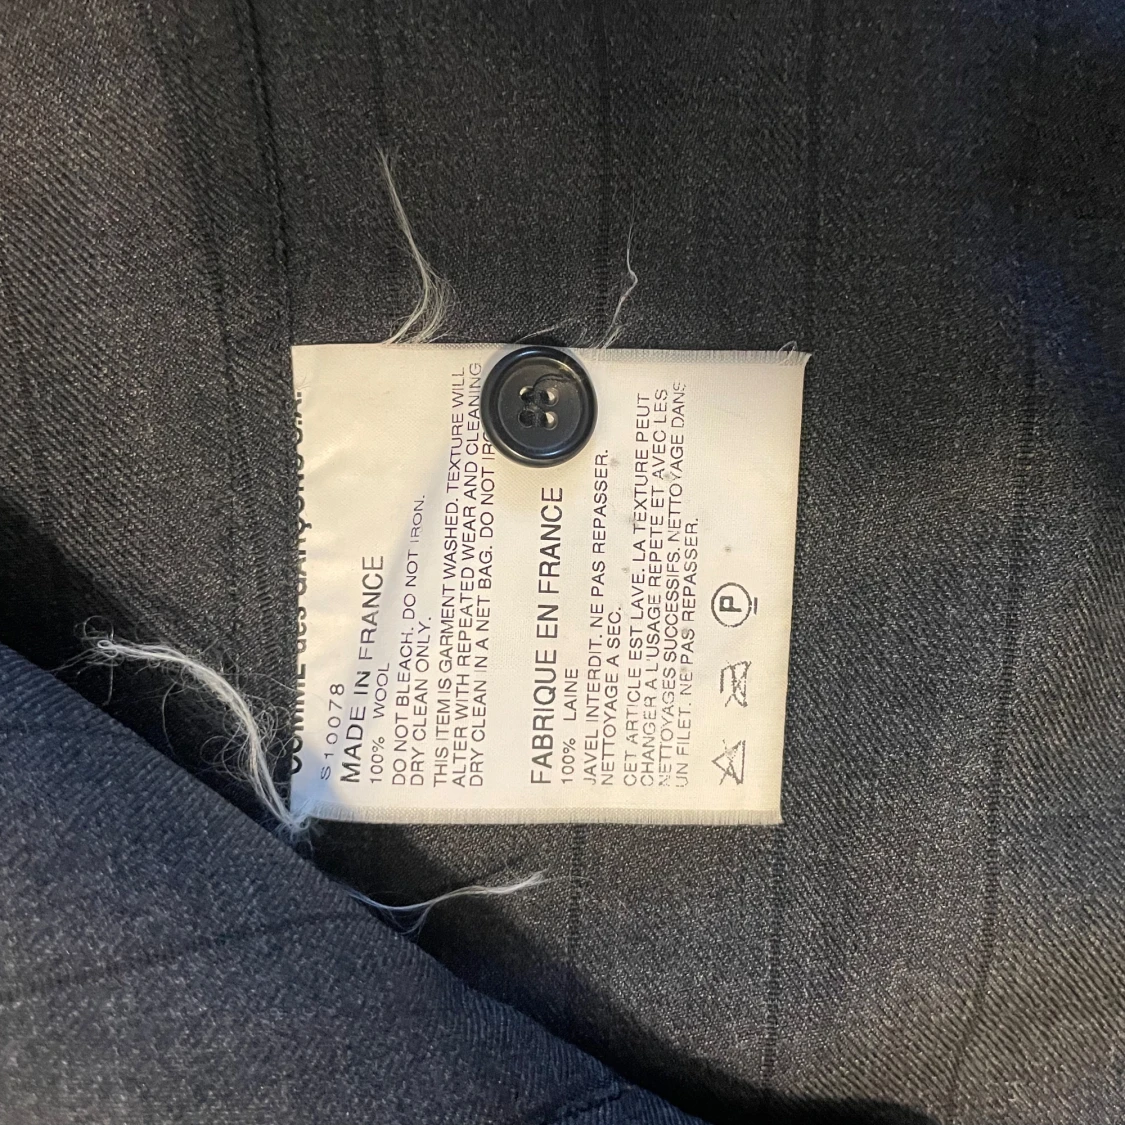 COMME des GARÇONS S.A.
S10078
MADE IN FRANCE
100% WOOL
DO NOT BLEACH. DO NOT IRON.
DRY CLEAN ONLY.
THIS ITEM IS GARMENT WASHED. TEXTURE WILL
ALTER WITH REPEATED WEAR AND CLEANING
DRY CLEAN IN A NET BAG. DO NOT
FABRIQUE EN FRANCE
100% LAINE
JAVEL INTERDIT. NE PAS REPASSER.
NETTOYAGE A SEC.
CET ARTICLE EST LAVE. LA TEXTURE PEUT
CHANGER A L'USAGE REPETE ET AVEC LES
NETTOYAGES SUCCESSIFS. NETTOYAGE DANS
UN FILET. NE PAS REPASSER.
P